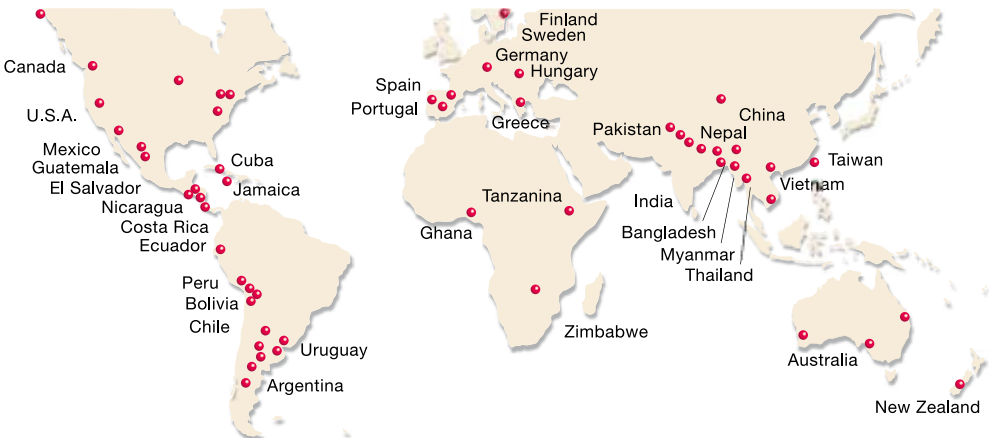 Canada
U.S.A.
Mexico
Guatemala
El Salvador
Nicaragua
Costa Rica
Ecuador
Peru
Bolivia
Chile
Cuba
Jamaica
Uruguay
Argentina
Finland
Sweden
Germany
Hungary
Spain
Portugal
Greece
Tanzanina
Ghana
Zimbabwe
Pakistan
Nepal
China
Taiwan
Vietnam
India
Bangladesh
Myanmar
Thailand
Australia
New Zealand